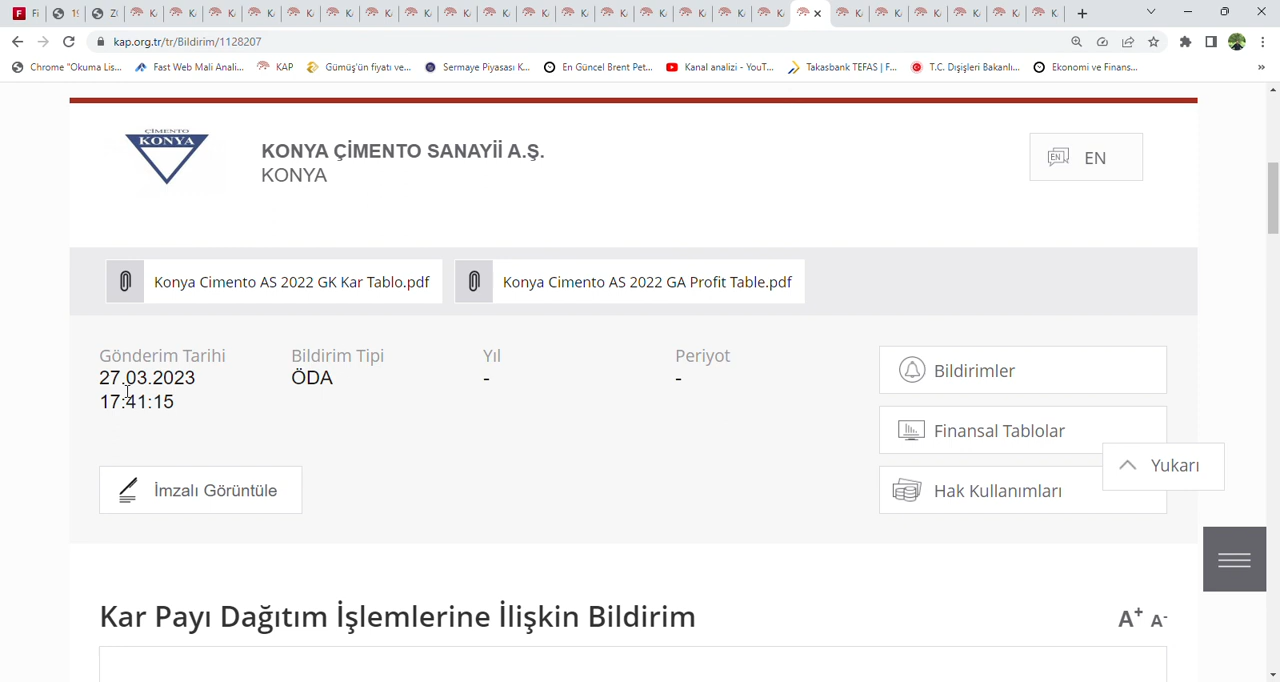 kap.org.tr/tr/Bildirim/1128207
Chrome "Okuma Lis... Fast Web Mali Anali... KAP Gümüş'ün fiyatı ve... Sermaye Piyasası K... En Güncel Brent Pet... Kanal analizi - YouT... Takasbank TEFAS | F... T.C. Dışişleri Bakanlı... Ekonomi ve Finans... »
ÇİMENTO
KONYA
KONYA ÇİMENTO SANAYİİ A.Ş.
KONYA
EN EN
Konya Cimento AS 2022 GK Kar Tablo.pdf
Konya Cimento AS 2022 GA Profit Table.pdf
Gönderim Tarihi Bildirim Tipi Yıl Periyot
27.03.2023 ÖDA - -
17:41:15
Bildirimler
Finansal Tablolar
Yukarı
İmzalı Görüntüle
Hak Kullanımları
Kar Payı Dağıtım İşlemlerine İlişkin Bildirim
A+ A-